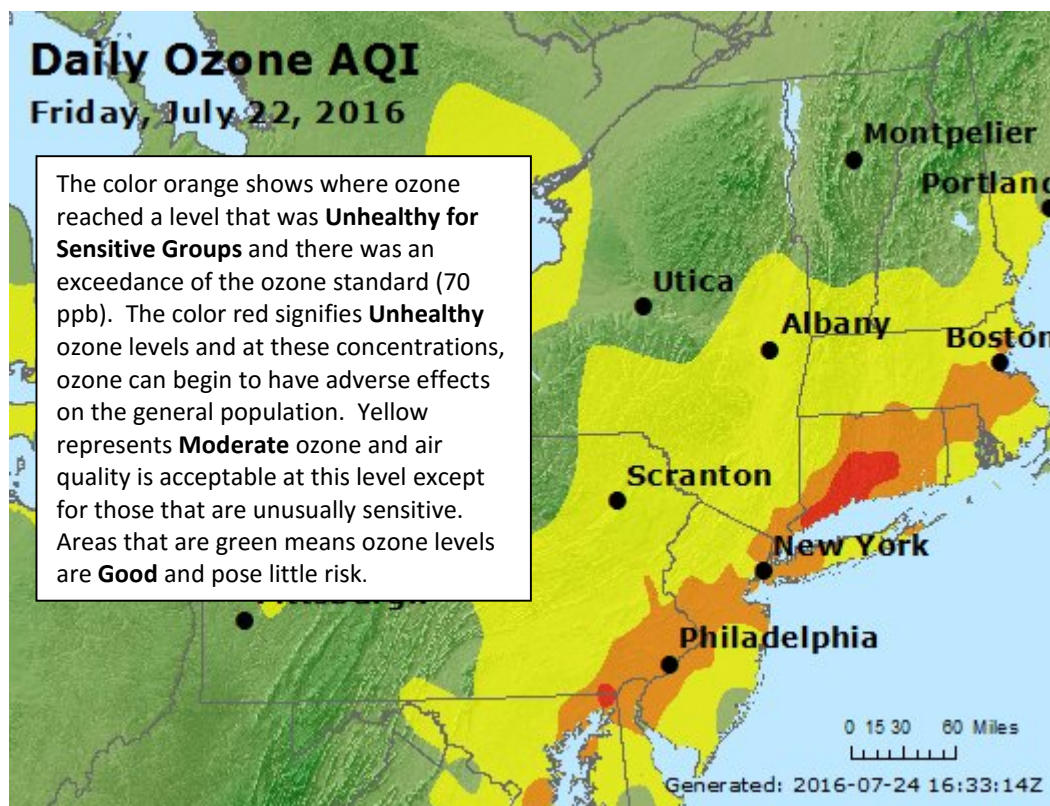 Daily Ozone AQI
Friday, July 22, 2016
The color orange shows where ozone
reached a level that was Unhealthy for
Sensitive Groups and there was an
exceedance of the ozone standard (70
ppb). The color red signifies Unhealthy
ozone levels and at these concentrations,
ozone can begin to have adverse effects
on the general population. Yellow
represents Moderate ozone and air
quality is acceptable at this level except
for those that are unusually sensitive.
Areas that are green means ozone levels
are Good and pose little risk.
Montpelier
Portland
Utica
Albany
Boston
Scranton
New York
Philadelphia
0 15 30 60 Miles
Generated: 2016-07-24 16:33:14Z